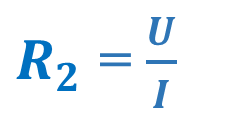 R₂ = U/I